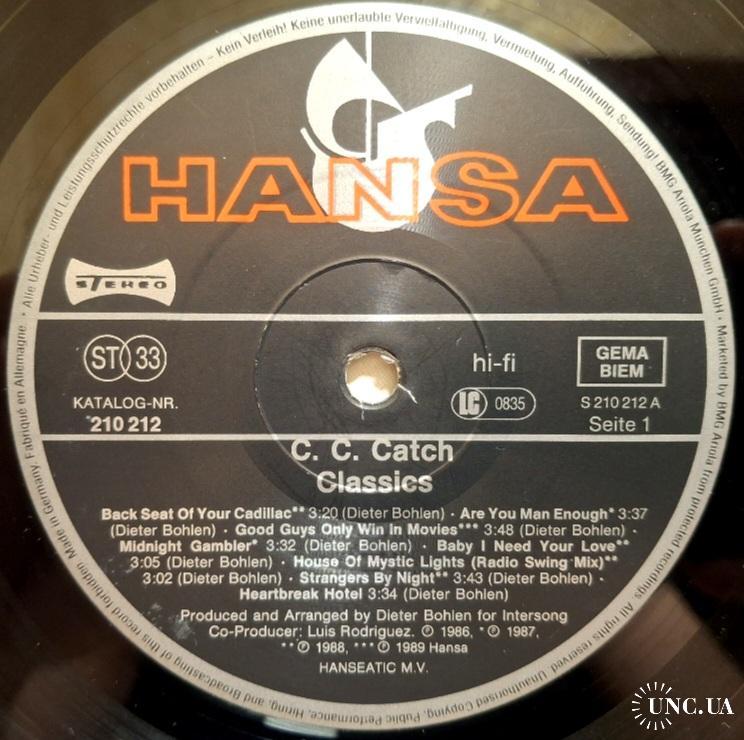 · Alle Urheber- und Leistungsschutzrechte vorbehalten – Kein Verleih! Keine unerlaubte Vervielfältigung, Vermietung, Aufführung, Sendung! BMG Ariola München GmbH · Marketed by BMG Ariola from protected recordings. All rights reserved. Unauthorised Copying, Public Performance, Hiring, and Broadcasting of this record forbidden Made in Germany. Fabriqué en Allemagne.
HANSA
STEREO
ST 33
hi-fi
GEMA
BIEM
LC 0835
KATALOG-NR.
210 212
S 210 212 A
Seite 1
C. C. Catch
Classics
Back Seat Of Your Cadillac** 3:20 (Dieter Bohlen) · Are You Man Enough* 3:37
(Dieter Bohlen) · Good Guys Only Win In Movies*** 3:48 (Dieter Bohlen) ·
Midnight Gambler* 3:32 (Dieter Bohlen) · Baby I Need Your Love**
3:05 (Dieter Bohlen) · House Of Mystic Lights (Radio Swing Mix)**
3:02 (Dieter Bohlen) · Strangers By Night** 3:43 (Dieter Bohlen) ·
Heartbreak Hotel 3:34 (Dieter Bohlen)
Produced and Arranged by Dieter Bohlen for Intersong
Co-Producer: Luis Rodriguez. ℗ 1986, *℗ 1987,
**℗ 1988, ***℗ 1989 Hansa
HANSEATIC M.V.
UNC.UA